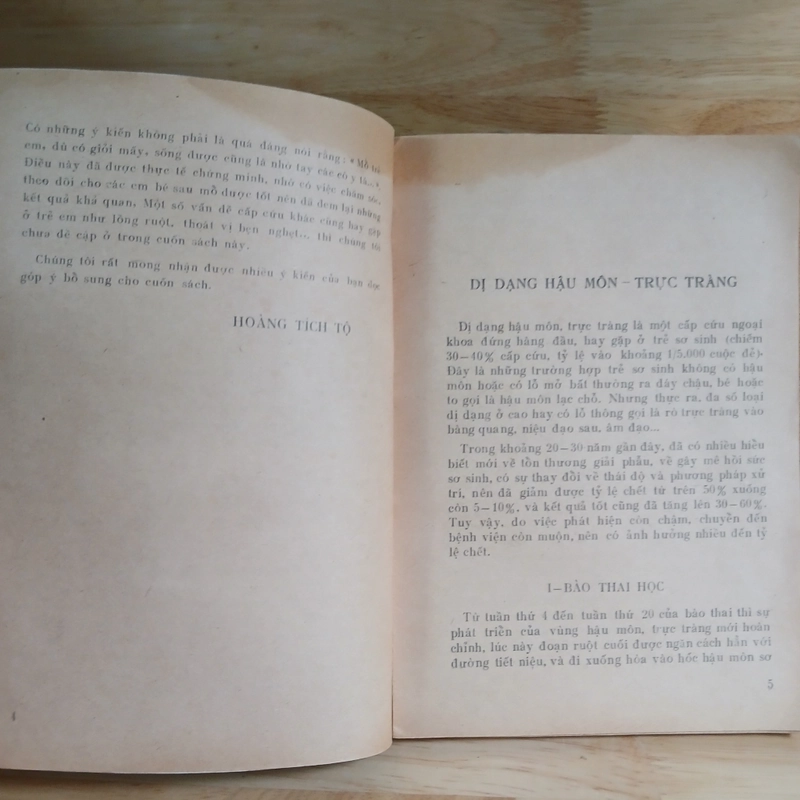 Có những ý kiến không phải là quá đáng nói rằng: « Mổ trẻ
em, dù có giỏi mấy, sống được cũng là nhờ tay các cô y tá...».
Điều này đã được thực tế chứng minh, nhờ có việc chăm sóc,
theo dõi cho các em bé sau mổ được tốt nên đã đem lại những
kết quả khả quan. Một số vấn đề cấp cứu khác cũng hay gặp
ở trẻ em như lồng ruột, thoát vị bẹn nghẹt... thì chúng tôi
chưa đề cập ở trong cuốn sách này.
Chúng tôi rất mong nhận được nhiều ý kiến của bạn đọc
góp ý bổ sung cho cuốn sách.
HOÀNG TÍCH TỘ
4
DỊ DẠNG HẬU MÔN – TRỰC TRÀNG
Dị dạng hậu môn, trực tràng là một cấp cứu ngoại
khoa đứng hàng đầu, hay gặp ở trẻ sơ sinh (chiếm
30–40% cấp cứu, tỷ lệ vào khoảng 1/5.000 cuộc đẻ).
Đây là những trường hợp trẻ sơ sinh không có hậu
môn hoặc có lỗ mở bất thường ra đáy chậu, bé hoặc
to gọi là hậu môn lạc chỗ. Nhưng thực ra, đa số loại
dị dạng ở cao hay có lỗ thông gọi là rò trực tràng vào
bàng quang, niệu đạo sau, âm đạo...
Trong khoảng 20–30 năm gần đây, đã có nhiều hiểu
biết mới về tổn thương giải phẫu, về gây mê hồi sức
sơ sinh, có sự thay đổi về thái độ và phương pháp xử
trí, nên đã giảm được tỷ lệ chết từ trên 50% xuống
còn 5–10%, và kết quả tốt cũng đã tăng lên 30–60%.
Tuy vậy, do việc phát hiện còn chậm, chuyển đến
bệnh viện còn muộn, nên có ảnh hưởng nhiều đến tỷ
lệ chết.
I–BÀO THAI HỌC
Từ tuần thứ 4 đến tuần thứ 20 của bào thai thì sự
phát triển của vùng hậu môn, trực tràng mới hoàn
chỉnh, lúc này đoạn ruột cuối được ngăn cách hẳn với
đường tiết niệu, và đi xuống hòa vào hốc hậu môn sơ
5